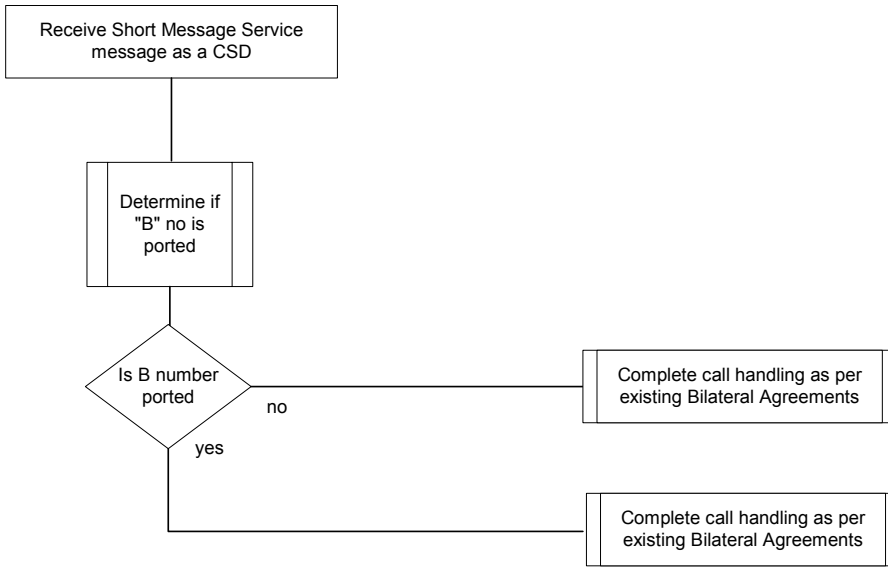 Receive Short Message Service
message as a CSD
Determine if
"B" no is
ported
Is B number
ported
no
yes
Complete call handling as per
existing Bilateral Agreements
Complete call handling as per
existing Bilateral Agreements